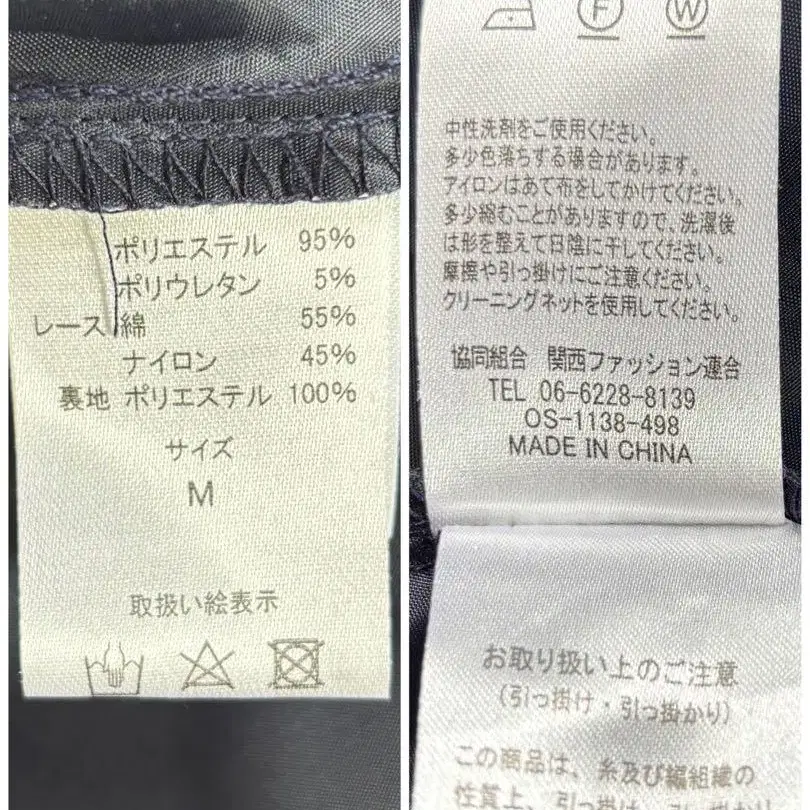 ポリエステル 95%
ポリウレタン 5%
レース 綿 55%
ナイロン 45%
裏地 ポリエステル 100%
サイズ
M
取扱い絵表示
F W
中性洗剤をご使用ください。
多少色落ちする場合があります。
アイロンはあて布をしてかけてください。
多少縮むことがありますので、洗濯後
は形を整えて日陰に干してください。
摩擦や引っ掛けにご注意ください。
クリーニングネットを使用してください。
協同組合 関西ファッション連合
TEL 06-6228-8139
OS-1138-498
MADE IN CHINA
お取り扱い上のご注意
(引っ掛け・引っ掛かり)
この商品は、糸及び編組織の
性質上、引っ掛け